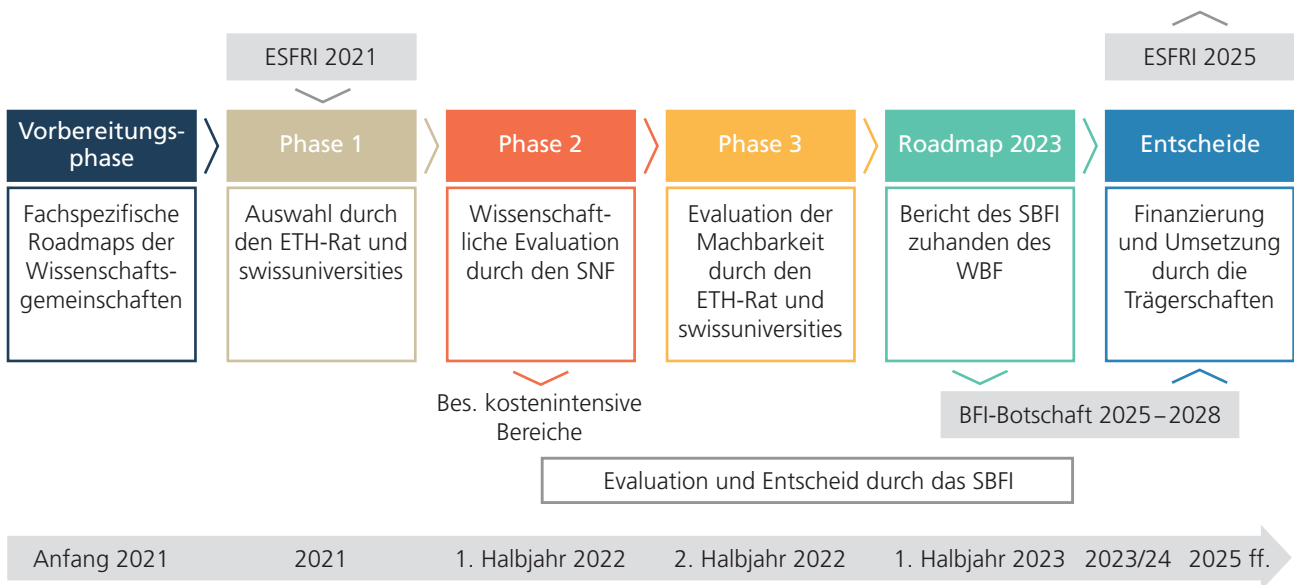 ESFRI 2021
ESFRI 2025
Vorbereitungs-
phase
Phase 1
Phase 2
Phase 3
Roadmap 2023
Entscheide
Fachspezifische
Roadmaps der
Wissenschafts-
gemeinschaften
Auswahl durch
den ETH-Rat und
swissuniversities
Wissenschaft-
liche Evaluation
durch den SNF
Evaluation der
Machbarkeit
durch den
ETH-Rat und
swissuniversities
Bericht des SBFI
zuhanden des
WBF
Finanzierung
und Umsetzung
durch die
Trägerschaften
Bes. kostenintensive
Bereiche
BFI-Botschaft 2025–2028
Evaluation und Entscheid durch das SBFI
Anfang 2021
2021
1. Halbjahr 2022
2. Halbjahr 2022
1. Halbjahr 2023
2023/24
2025 ff.